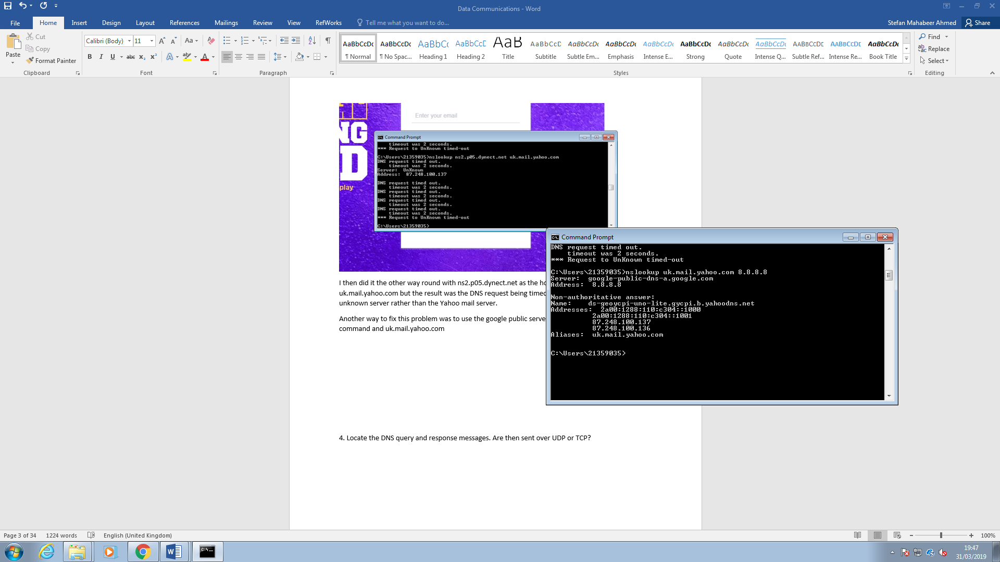 Data Communications - Word
File Home Insert Design Layout References Mailings Review View RefWorks Tell me what you want to do... Stefan Mahabeer Ahmed Share
Paste
Cut
Copy
Format Painter
Clipboard
Calibri (Body) 11
Font
Paragraph
AaBbCcDc AaBbCcDc AaBbCc AaBbCcD AaB AaBbCcD AaBbCcDc AaBbCcDc AaBbCcDc AaBbCcDc AaBbCcDc AaBbCcDc AABBCCDE AABBCCDE AaBbCcDc
¶ Normal ¶ No Spac... Heading 1 Heading 2 Title Subtitle Subtle Em... Emphasis Intense E... Strong Quote Intense Q... Subtle Ref... Intense Re... Book Title
Styles
Find
Replace
Select
Editing
Enter your email
NG
D
play
Command Prompt
timeout was 2 seconds.
*** Request to UnKnown timed-out
C:\Users\21359035>nslookup ns2.p05.dynect.net uk.mail.yahoo.com
DNS request timed out.
timeout was 2 seconds.
Server: UnKnown
Address: 87.248.100.137
DNS request timed out.
timeout was 2 seconds.
DNS request timed out.
timeout was 2 seconds.
DNS request timed out.
timeout was 2 seconds.
DNS request timed out.
timeout was 2 seconds.
*** Request to UnKnown timed-out
C:\Users\21359035>
I then did it the other way round with ns2.p05.dynect.net as the
uk.mail.yahoo.com but the result was the DNS request being timed
unknown server rather than the Yahoo mail server.
Another way to fix this problem was to use the google public serve
command and uk.mail.yahoo.com
Command Prompt
DNS request timed out.
timeout was 2 seconds.
*** Request to UnKnown timed-out
C:\Users\21359035>nslookup uk.mail.yahoo.com 8.8.8.8
Server: google-public-dns-a.google.com
Address: 8.8.8.8
Non-authoritative answer:
Name: ds-geoycpi-uno-lite.gycpi.b.yahoodns.net
Addresses: 2a00:1288:110:c304::1000
2a00:1288:110:c304::1001
87.248.100.137
87.248.100.136
Aliases: uk.mail.yahoo.com
C:\Users\21359035>
4. Locate the DNS query and response messages. Are then sent over UDP or TCP?
Page 3 of 34 1224 words English (United Kingdom) 100%
19:47
31/03/2019